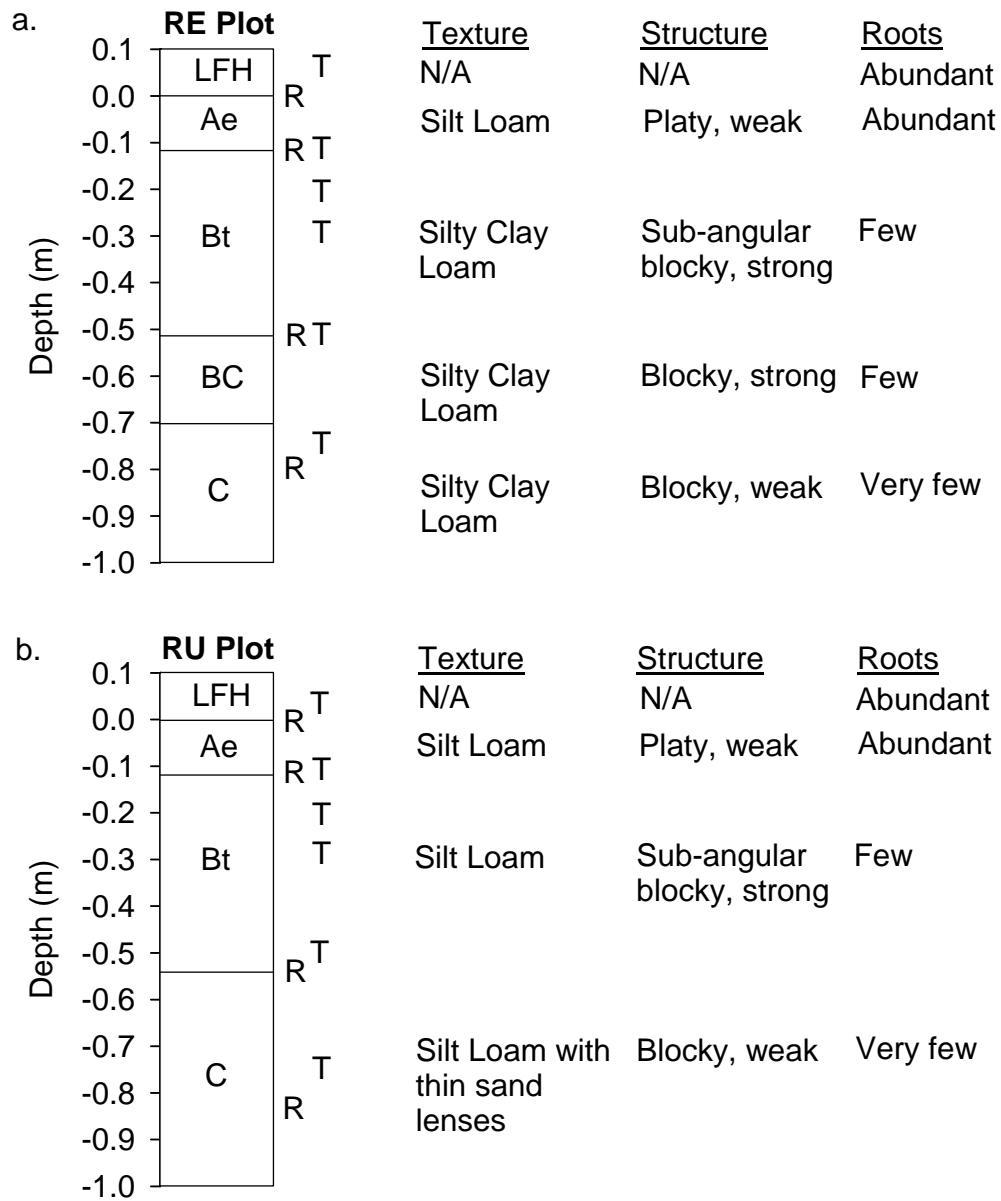 a.
RE Plot
Texture Structure Roots
0.1
LFH T N/A N/A Abundant
0.0 R
Ae Silt Loam Platy, weak Abundant
-0.1 R T
-0.2 T
-0.3 Bt T Silty Clay Sub-angular Few
Loam blocky, strong
-0.4
-0.5 R T
-0.6 BC Silty Clay Blocky, strong Few
Loam
-0.7
T
-0.8 R
C Silty Clay Blocky, weak Very few
Loam
-0.9
-1.0
Depth (m)
b.
RU Plot
Texture Structure Roots
0.1
LFH T N/A N/A Abundant
0.0 R
Ae Silt Loam Platy, weak Abundant
-0.1 R T
-0.2 T
-0.3 Bt T Silt Loam Sub-angular Few
blocky, strong
-0.4
-0.5 T
R
-0.6
-0.7 Silt Loam with Blocky, weak Very few
C T thin sand
-0.8 R lenses
-0.9
-1.0
Depth (m)